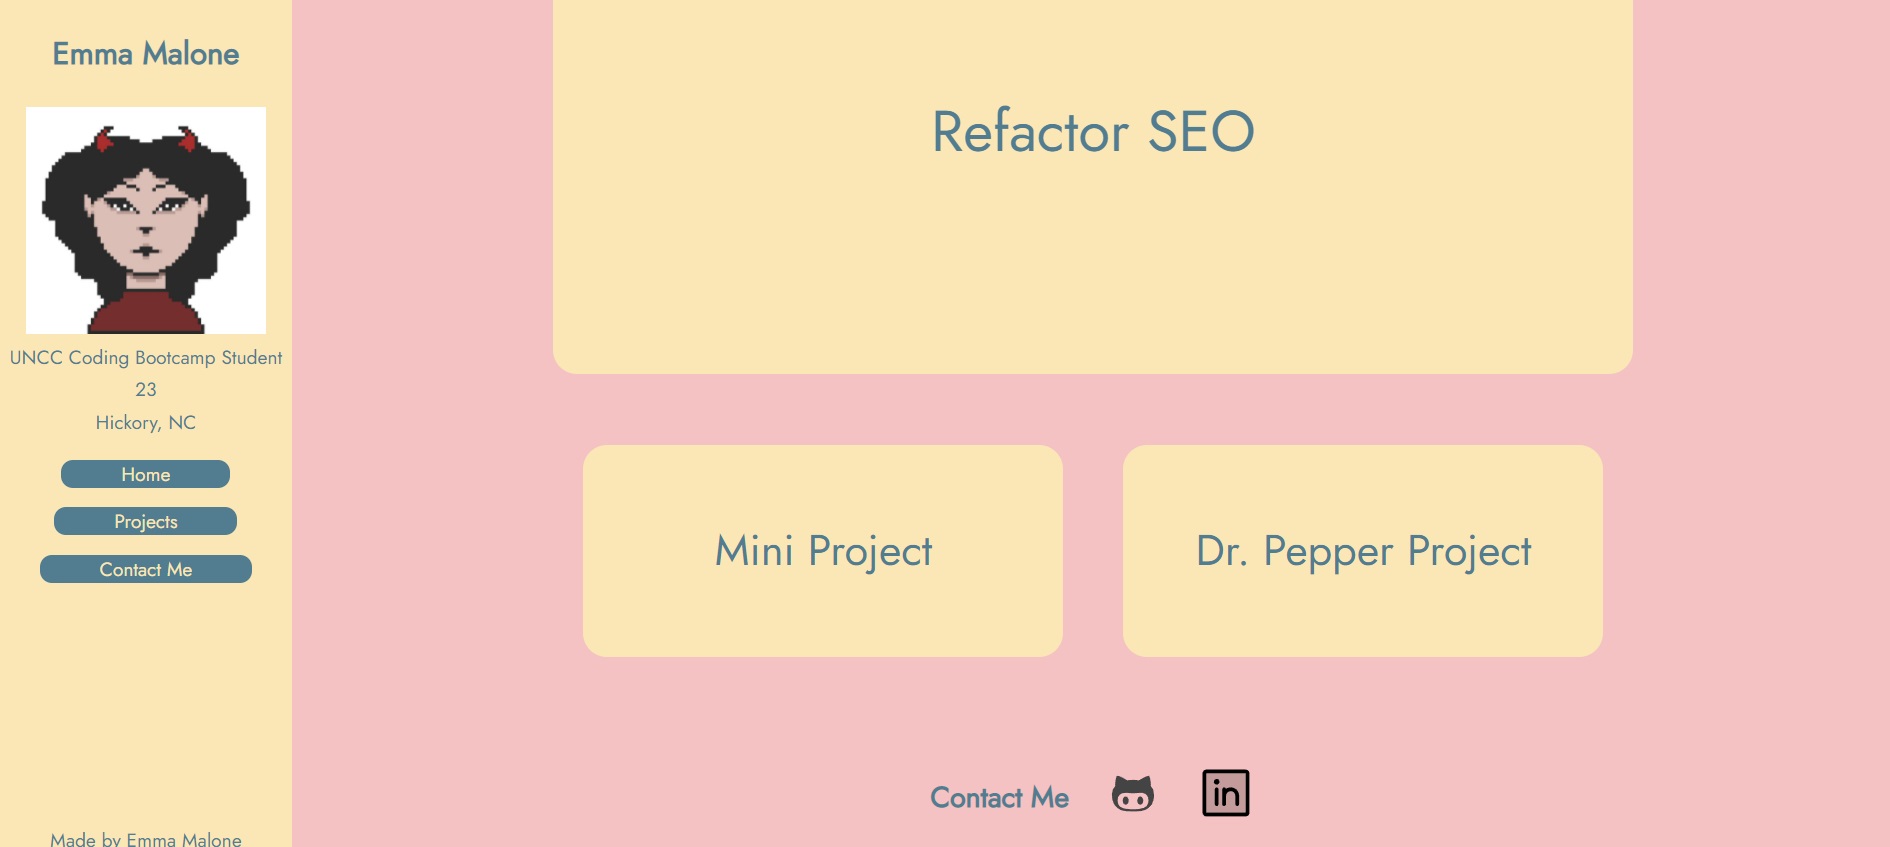 Emma Malone
UNCC Coding Bootcamp Student
23
Hickory, NC
Home
Projects
Contact Me
Made by Emma Malone
Refactor SEO
Mini Project
Dr. Pepper Project
Contact Me
in